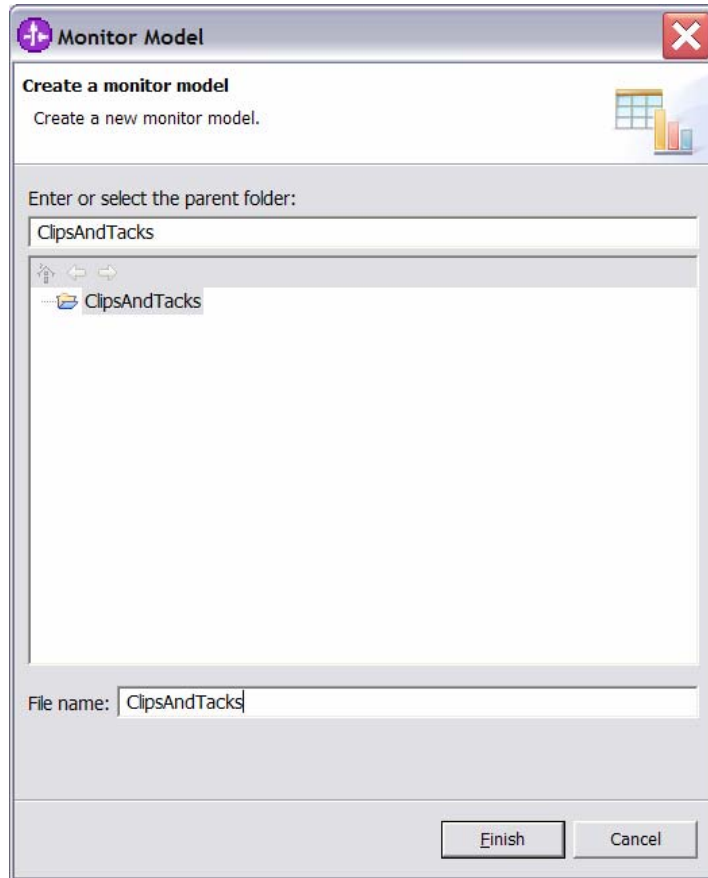 Monitor Model
Create a monitor model
Create a new monitor model.
Enter or select the parent folder:
ClipsAndTacks
ClipsAndTacks
File name: ClipsAndTacks
Finish Cancel